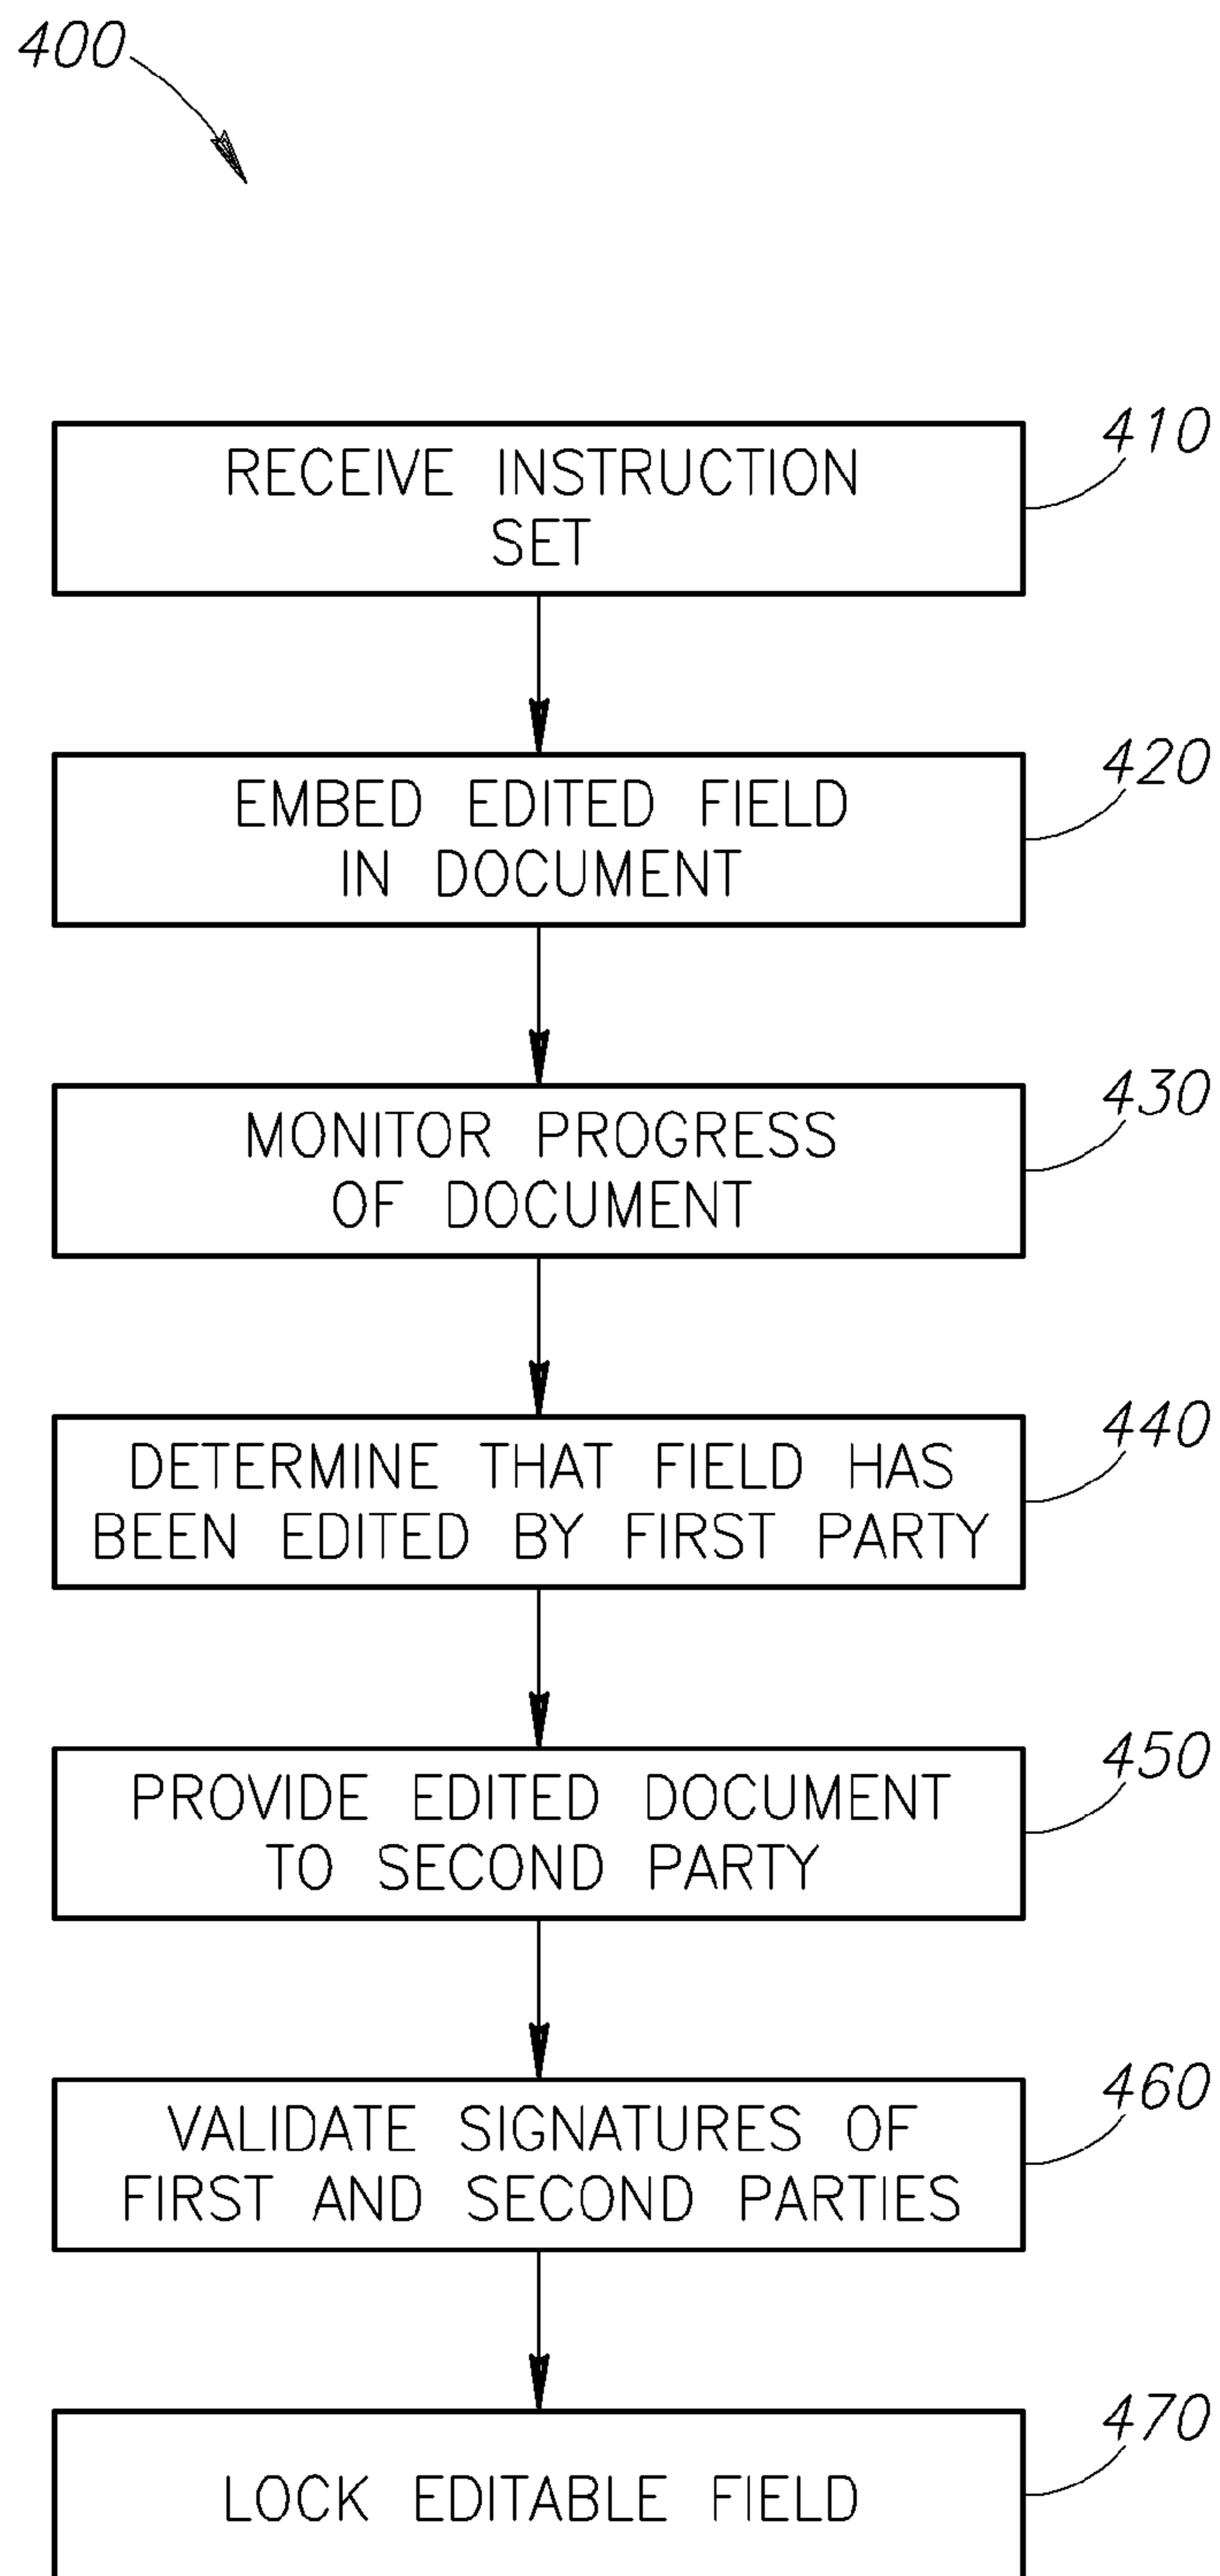 400
410
RECEIVE INSTRUCTION
SET
420
EMBED EDITED FIELD
IN DOCUMENT
430
MONITOR PROGRESS
OF DOCUMENT
440
DETERMINE THAT FIELD HAS
BEEN EDITED BY FIRST PARTY
450
PROVIDE EDITED DOCUMENT
TO SECOND PARTY
460
VALIDATE SIGNATURES OF
FIRST AND SECOND PARTIES
470
LOCK EDITABLE FIELD